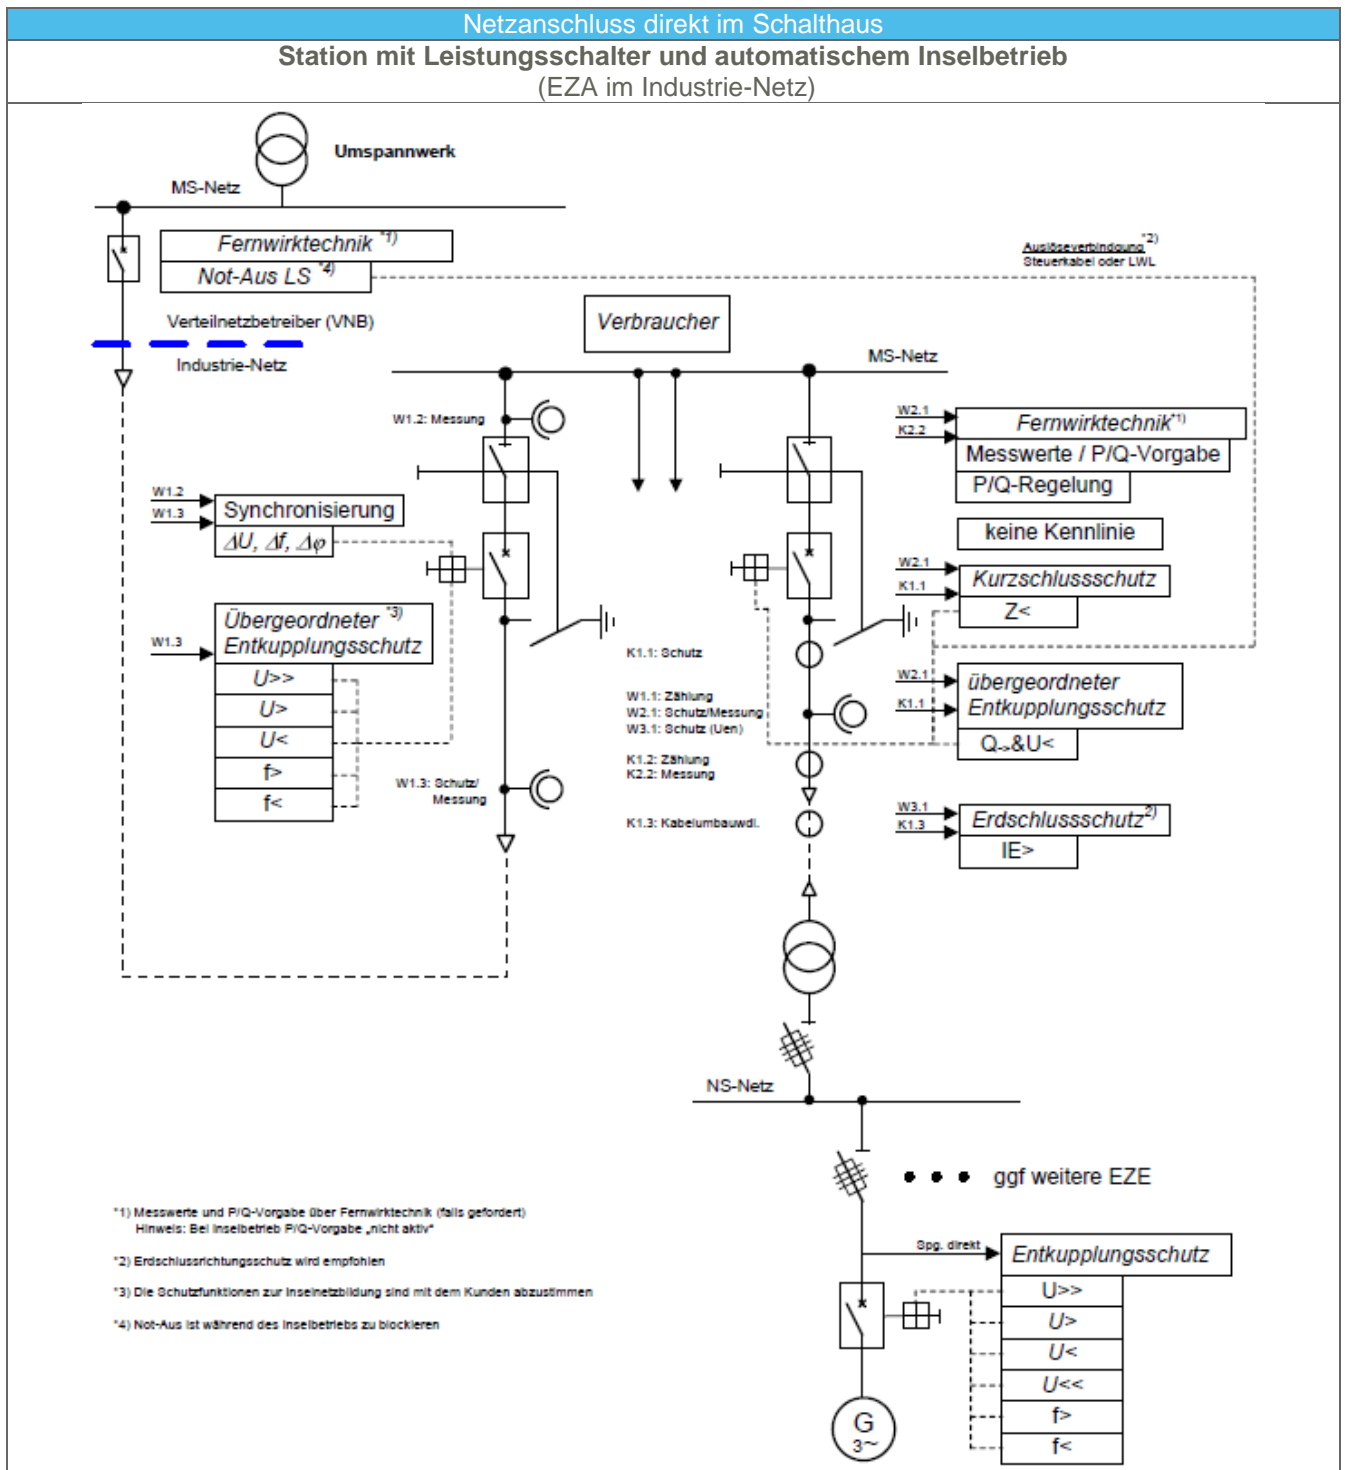 Netzanschluss direkt im Schalthaus
Station mit Leistungsschalter und automatischem Inselbetrieb
(EZA im Industrie-Netz)
Umspannwerk
MS-Netz
Fernwirktechnik *1)
Not-Aus LS *4)
Auslöseverbindung *2)
Steuerkabel oder LWL
Verteilnetzbetreiber (VNB)
Industrie-Netz
Verbraucher
MS-Netz
W1.2: Messung
W2.1
K2.2
Fernwirktechnik*1)
Messwerte / P/Q-Vorgabe
P/Q-Regelung
keine Kennlinie
W1.2
W1.3
Synchronisierung
ΔU, Δf, Δφ
W2.1
K1.1
Kurzschlussschutz
Z<
W1.3
Übergeordneter *3)
Entkupplungsschutz
U>>
U>
U<
f>
f<
K1.1: Schutz
W1.1: Zählung
W2.1: Schutz/Messung
W3.1: Schutz (Uen)
K1.2: Zählung
K2.2: Messung
K1.3: Kabelumbauwdl.
W2.1
K1.1
übergeordneter
Entkupplungsschutz
Q->&U<
W1.3: Schutz/
Messung
W3.1
K1.3
Erdschlussschutz2)
IE>
NS-Netz
ggf weitere EZE
Spg. direkt
Entkupplungsschutz
U>>
U>
U<
U<<
f>
f<
G
3~
*1) Messwerte und P/Q-Vorgabe über Fernwirktechnik (falls gefordert)
Hinweis: Bei Inselbetrieb P/Q-Vorgabe „nicht aktiv“
*2) Erdschlussrichtungsschutz wird empfohlen
*3) Die Schutzfunktionen zur Inselnetzbildung sind mit dem Kunden abzustimmen
*4) Not-Aus ist während des Inselbetriebs zu blockieren